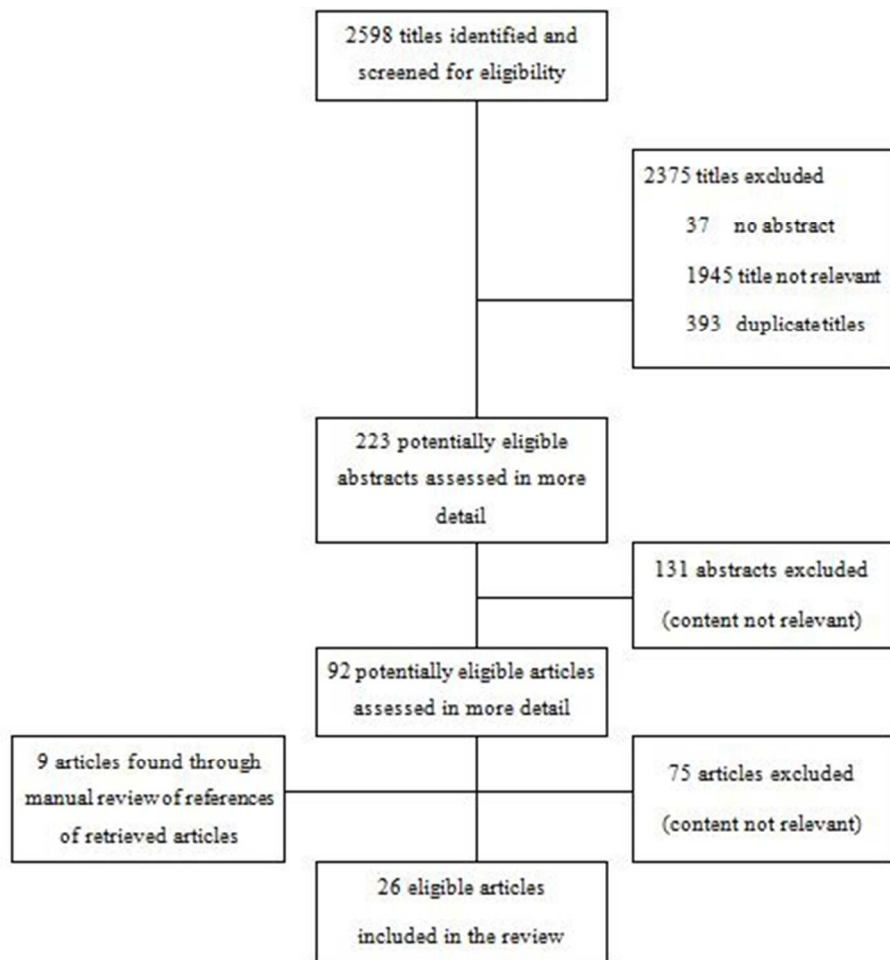 2598 titles identified and
screened for eligibility
2375 titles excluded
37 no abstract
1945 title not relevant
393 duplicate titles
223 potentially eligible
abstracts assessed in more
detail
131 abstracts excluded
(content not relevant)
92 potentially eligible articles
assessed in more detail
9 articles found through
manual review of references
of retrieved articles
75 articles excluded
(content not relevant)
26 eligible articles
included in the review